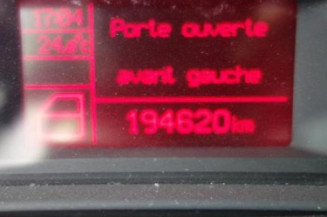 Porte ouverte
avant gauche
194620 km